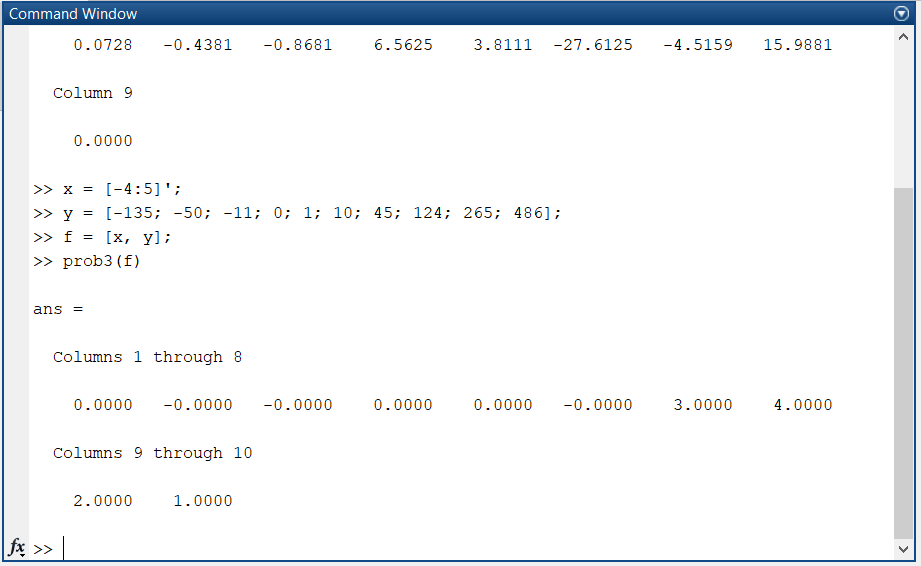 Command Window
0.0728 -0.4381 -0.8681 6.5625 3.8111 -27.6125 -4.5159 15.9881
Column 9
0.0000
>> x = [-4:5]';
>> y = [-135; -50; -11; 0; 1; 10; 45; 124; 265; 486];
>> f = [x, y];
>> prob3(f)
ans =
Columns 1 through 8
0.0000 -0.0000 -0.0000 0.0000 0.0000 -0.0000 3.0000 4.0000
Columns 9 through 10
2.0000 1.0000
fx >>